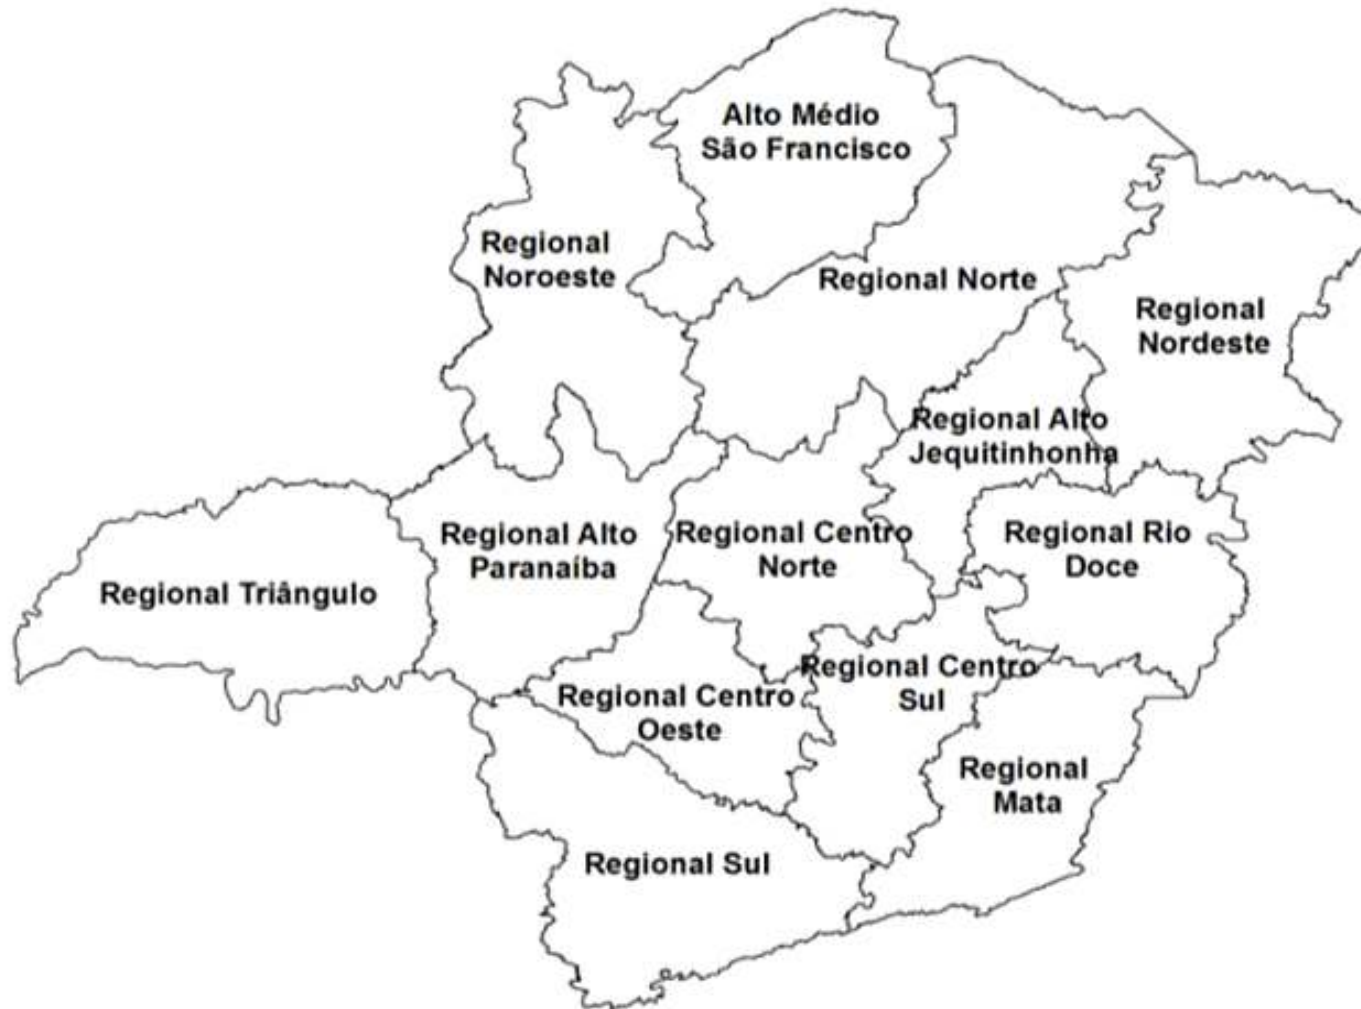 Alto Médio
São Francisco
Regional
Noroeste
Regional Norte
Regional
Nordeste
Regional Alto
Jequitinhonha
Regional Alto
Paranaíba
Regional Centro
Norte
Regional Rio
Doce
Regional Triângulo
Regional Centro
Oeste
Regional Centro
Sul
Regional
Mata
Regional Sul